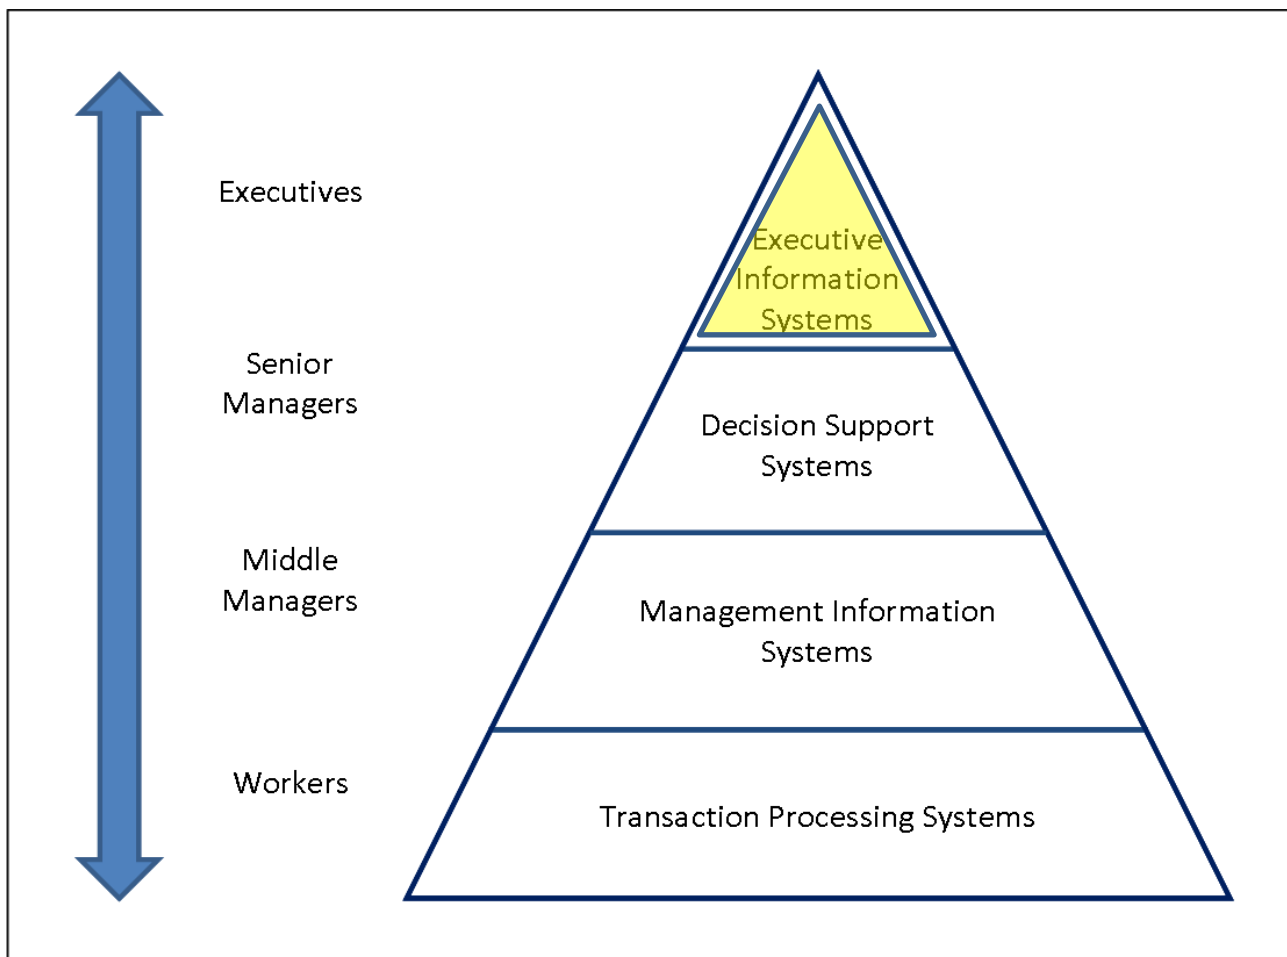 Executives
Executive
Information
Systems
Senior
Managers
Decision Support
Systems
Middle
Managers
Management Information
Systems
Workers
Transaction Processing Systems